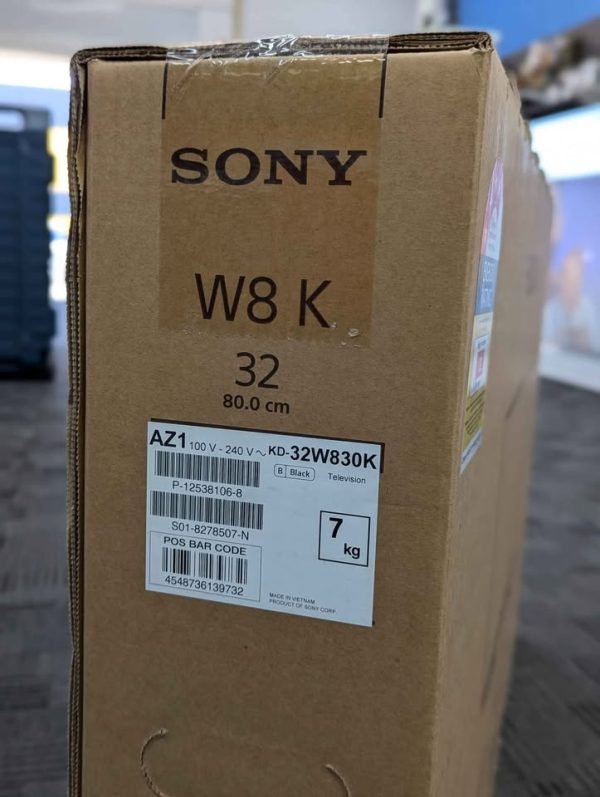 SONY
W8 K
32
80.0 cm
AZ1 100 V - 240 V ~ KD-32W830K
B Black Television
P-12538106-8
S01-8278507-N
7 kg
POS BAR CODE
4548736139732
MADE IN VIETNAM
PRODUCT OF SONY CORP.